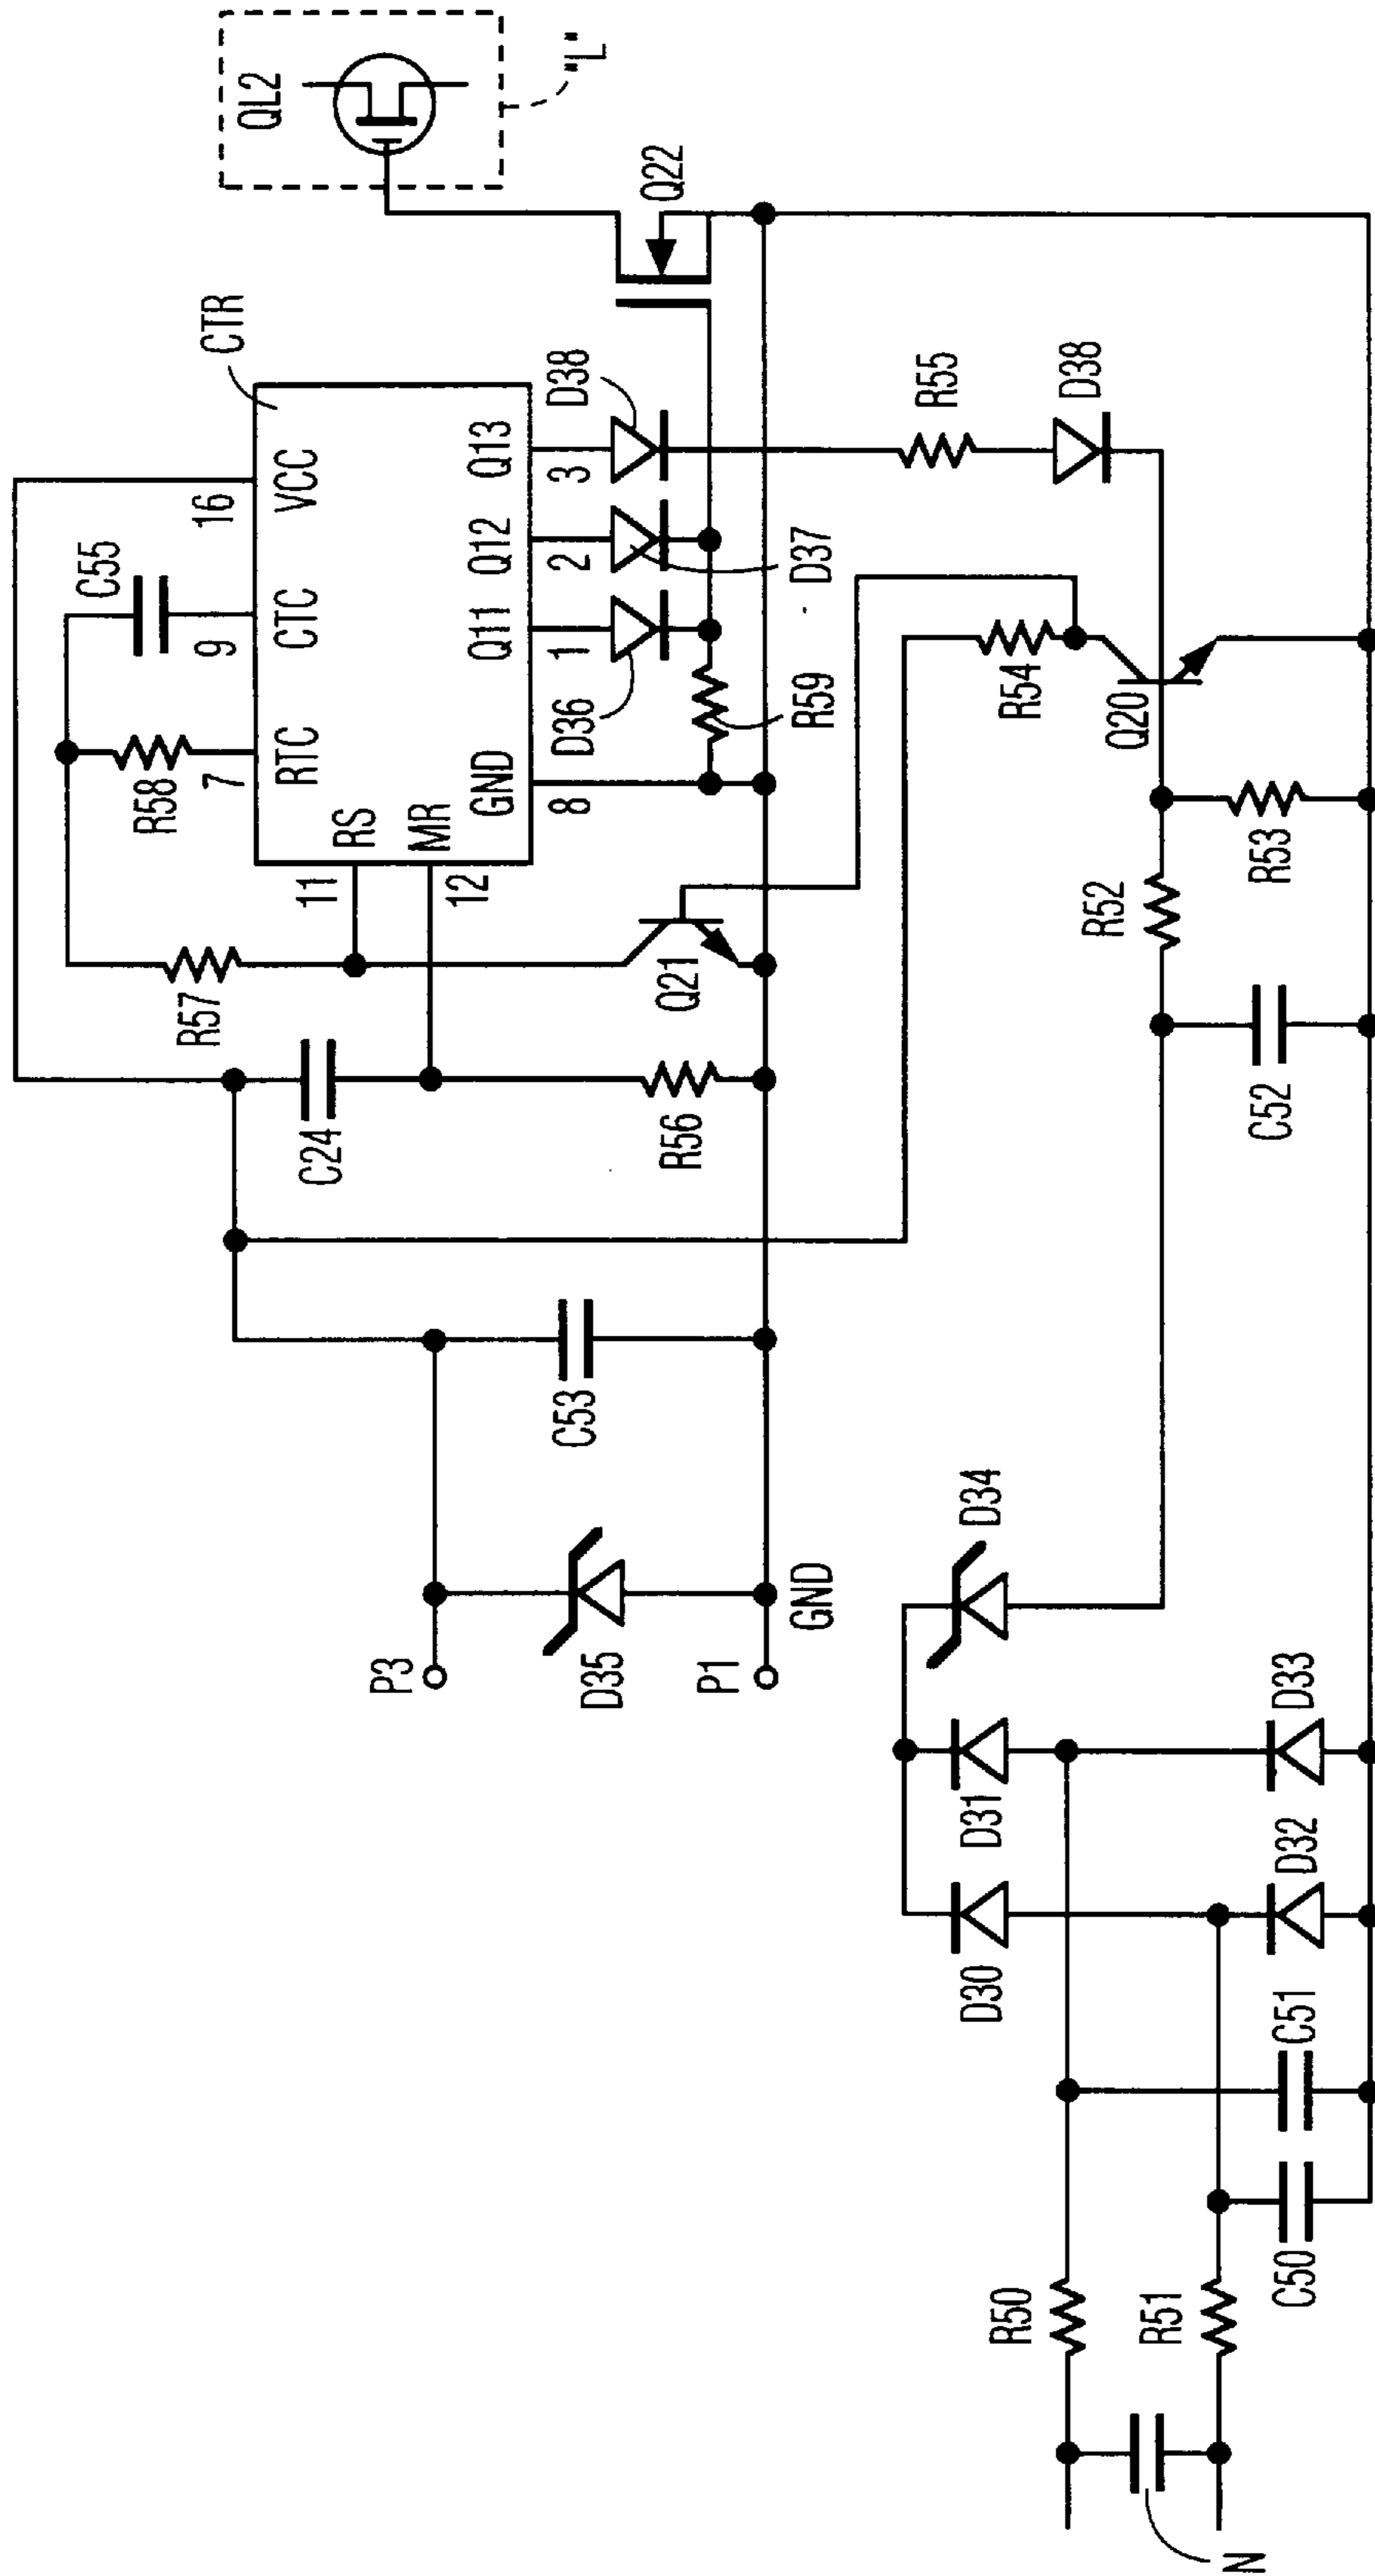 QL2
"L"
CTR
Q22
C55
16
VCC
9
CTC
7
RTC
R58
11
RS
12
MR
GND
8
Q11
1
Q12
2
Q13
3
D38
D37
D36
R59
R57
Q21
C24
R56
R55
D38
R54
Q20
R52
R53
C52
P3
C53
D35
P1
GND
D34
D31
D33
D30
D32
C51
C50
R50
R51
N